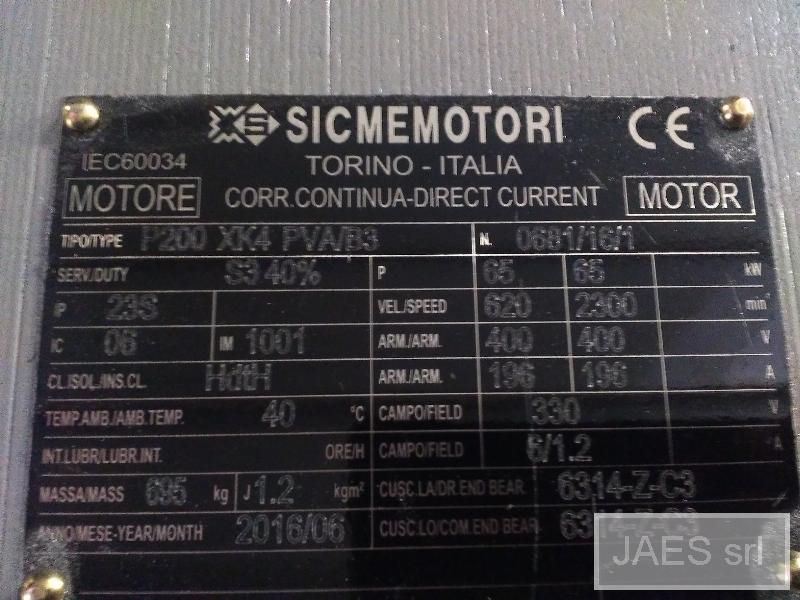 SICMEMOTORI CE
IEC60034 TORINO - ITALIA
MOTORE CORR.CONTINUA-DIRECT CURRENT MOTOR
TIPO/TYPE P200 XK4 PVA/B3 N. 0681/16/1
SERV./DUTY S3 40% P 65 65 kW
IP 23S VEL./SPEED 620 2300 min
IC 06 IM 1001 ARM./ARM. 400 400 V
CL.ISOL./INS.CL. HdtH ARM./ARM. 196 196 A
TEMP.AMB./AMB.TEMP. 40 °C CAMPO/FIELD 330 V
INT.LUBR/LUBR.INT. ORE/H CAMPO/FIELD 6/1.2 A
MASSA/MASS 695 kg J 1.2 kgm² CUSC.LA/DR.END BEAR. 6314-Z-C3
ANNO/MESE-YEAR/MONTH 2016/06 CUSC.LO/COM.END BEAR. 6314-Z-C3
JAES srl